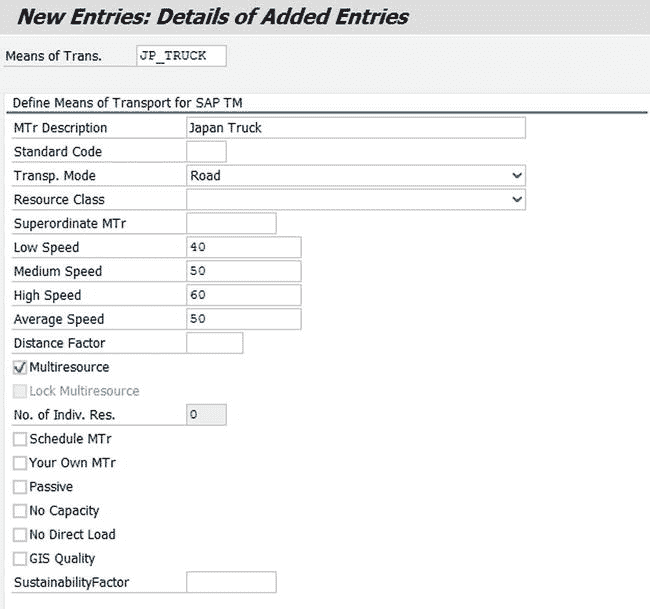 New Entries: Details of Added Entries
Means of Trans. JP_TRUCK
Define Means of Transport for SAP TM
MTr Description Japan Truck
Standard Code
Transp. Mode Road
Resource Class
Superordinate MTr
Low Speed 40
Medium Speed 50
High Speed 60
Average Speed 50
Distance Factor
Multiresource
Lock Multiresource
No. of Indiv. Res. 0
Schedule MTr
Your Own MTr
Passive
No Capacity
No Direct Load
GIS Quality
SustainabilityFactor